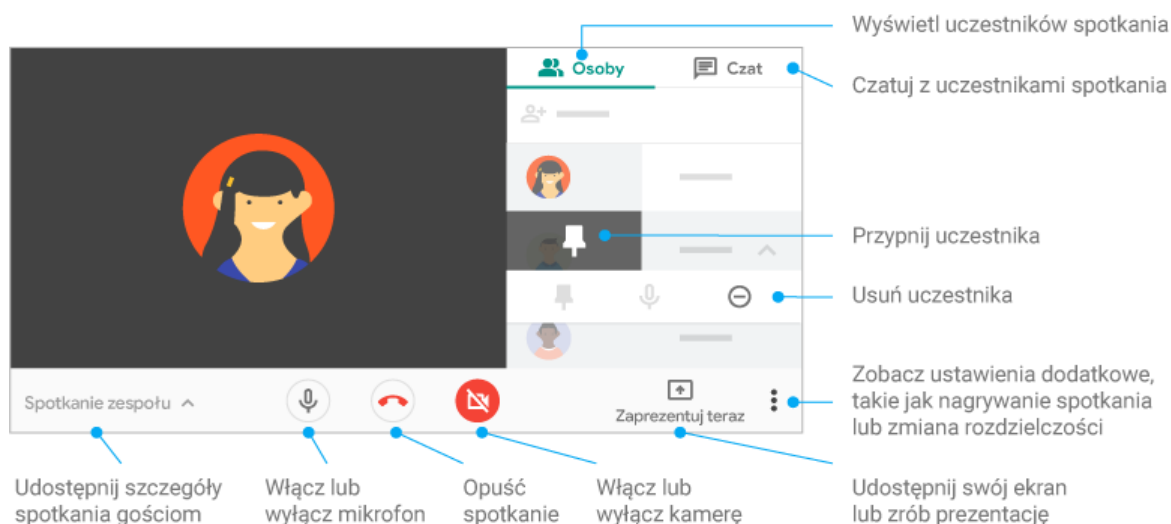 Wyświetl uczestników spotkania
Osoby
Czat
Czatuj z uczestnikami spotkania
Przypnij uczestnika
Usuń uczestnika
Zobacz ustawienia dodatkowe,
takie jak nagrywanie spotkania
lub zmiana rozdzielczości
Spotkanie zespołu
Zaprezentuj teraz
Udostępnij szczegóły
spotkania gościom
Włącz lub
wyłącz mikrofon
Opuść
spotkanie
Włącz lub
wyłącz kamerę
Udostępnij swój ekran
lub zrób prezentację